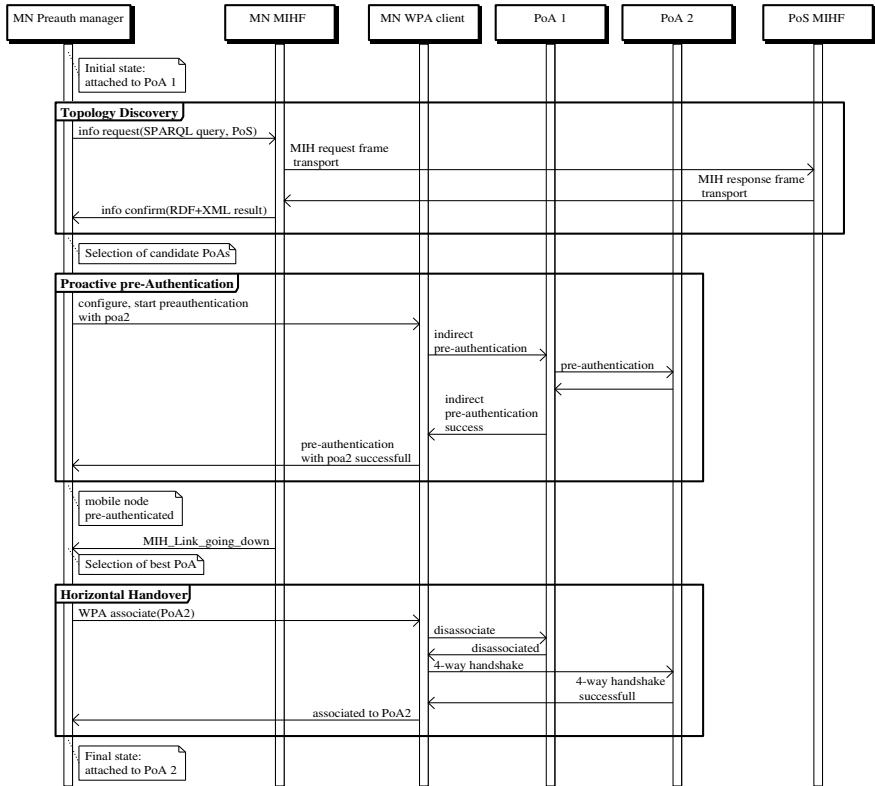 MN Preauth manager
MN MIHF
MN WPA client
PoA 1
PoA 2
PoS MIHF
Initial state:
attached to PoA 1
Topology Discovery
info request(SPARQL query, PoS)
MIH request frame
transport
MIH response frame
transport
info confirm(RDF+XML result)
Selection of candidate PoAs
Proactive pre-Authentication
configure, start preauthentication
with poa2
indirect
pre-authentication
pre-authentication
indirect
pre-authentication
success
pre-authentication
with poa2 successfull
mobile node
pre-authenticated
MIH_Link_going_down
Selection of best PoA
Horizontal Handover
WPA associate(PoA2)
disassociate
disassociated
4-way handshake
4-way handshake
successfull
associated to PoA2
Final state:
attached to PoA 2